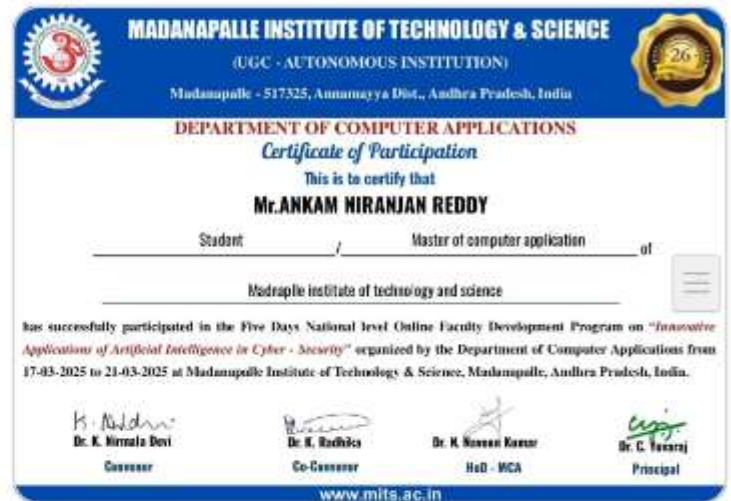 MADANAPALLE INSTITUTE OF TECHNOLOGY & SCIENCE
(UGC - AUTONOMOUS INSTITUTION)
Madanapalle - 517325, Annamayya Dist., Andhra Pradesh, India
26
DEPARTMENT OF COMPUTER APPLICATIONS
Certificate of Participation
This is to certify that
Mr.ANKAM NIRANJAN REDDY
Student / Master of computer application of
Madnaplle institute of technology and science
has successfully participated in the Five Days National level Online Faculty Development Program on "Innovative
Applications of Artificial Intelligence in Cyber - Security" organized by the Department of Computer Applications from
17-03-2025 to 21-03-2025 at Madanapalle Institute of Technology & Science, Madanapalle, Andhra Pradesh, India.
Dr. K. Nirmala Devi Dr. K. Radhika Dr. N. Naveen Kumar Dr. C. Yuvaraj
Convenor Co-Convenor HoD - MCA Principal
www.mits.ac.in